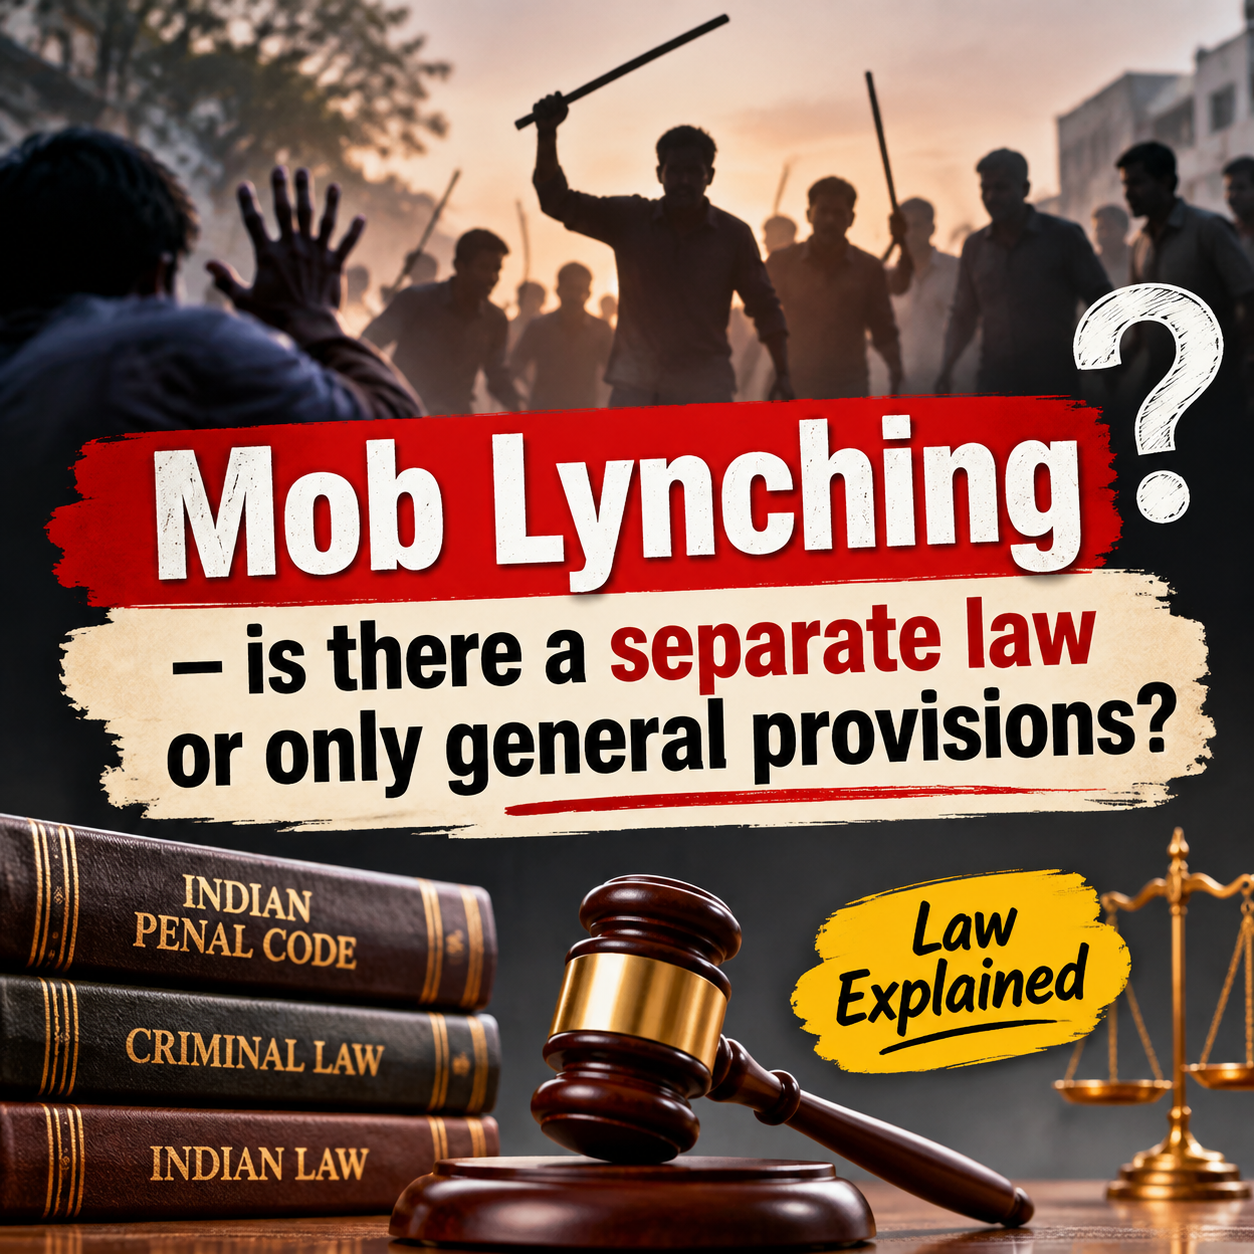 Mob Lynching
?
– is there a separate law
or only general provisions?
INDIAN
PENAL CODE
CRIMINAL LAW
INDIAN LAW
Law
Explained